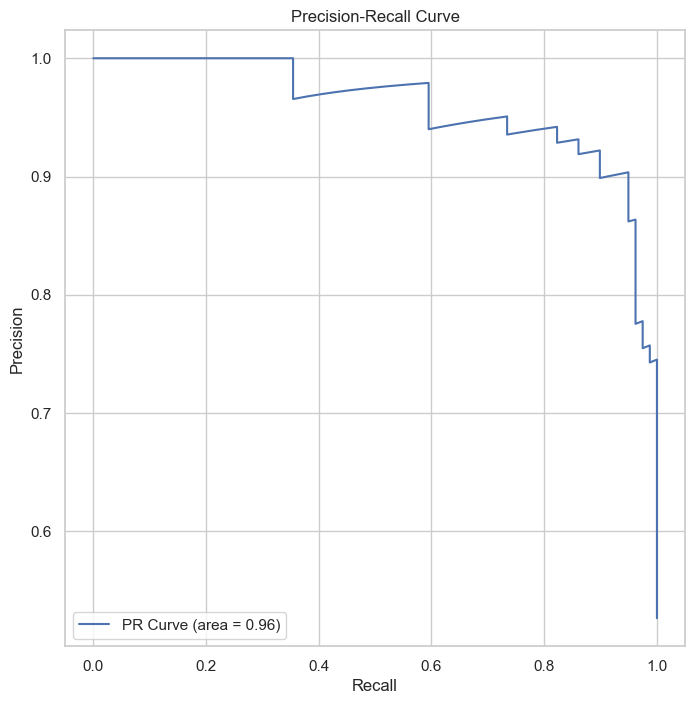 Precision-Recall Curve
1.0
0.9
0.8
0.7
0.6
Precision
PR Curve (area = 0.96)
0.0 0.2 0.4 0.6 0.8 1.0
Recall